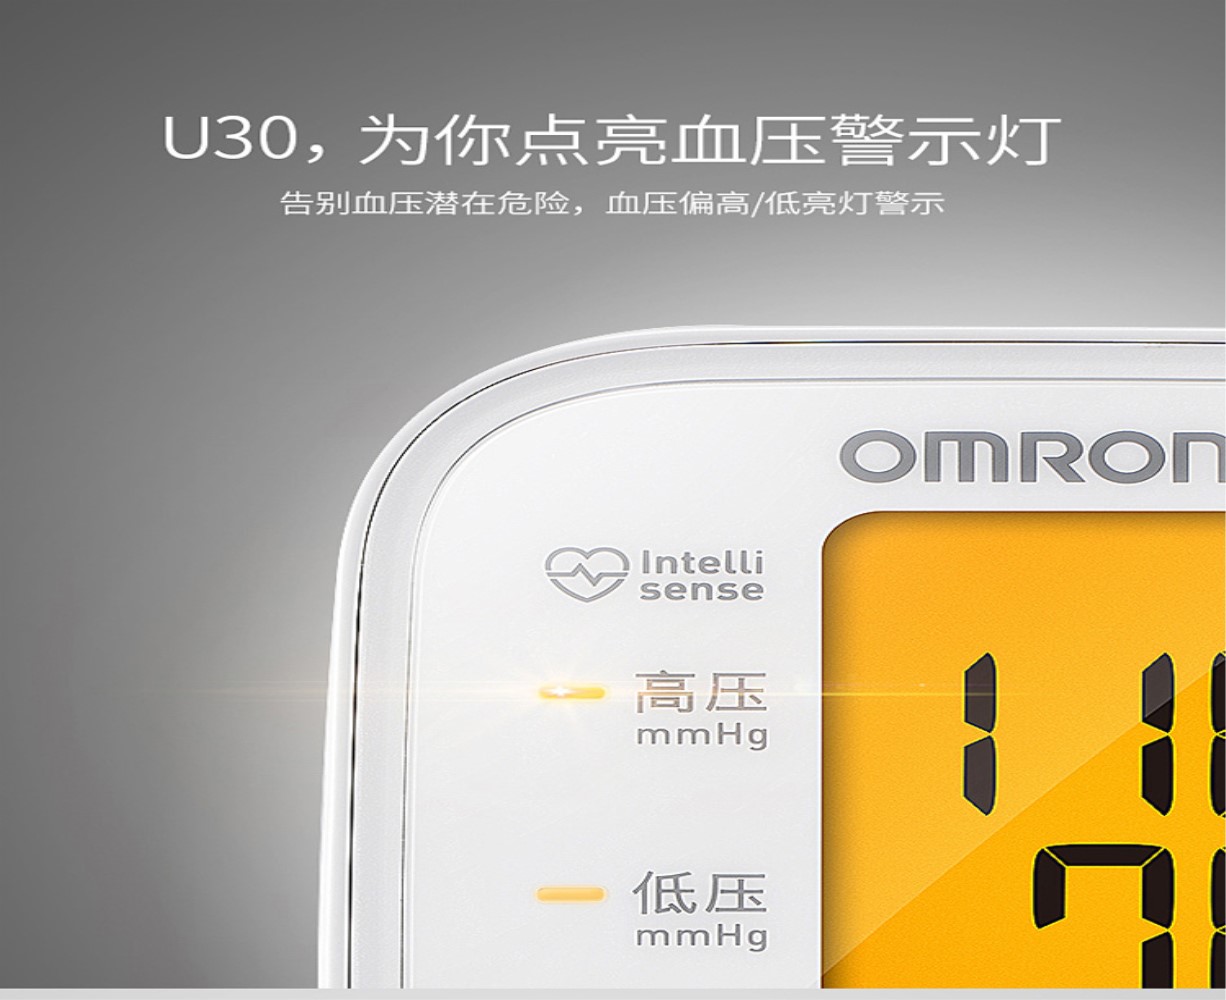 U30，为你点亮血压警示灯
告别血压潜在危险，血压偏高/低亮灯警示
OMRON
Intelli
sense
高压
mmHg
低压
mmHg